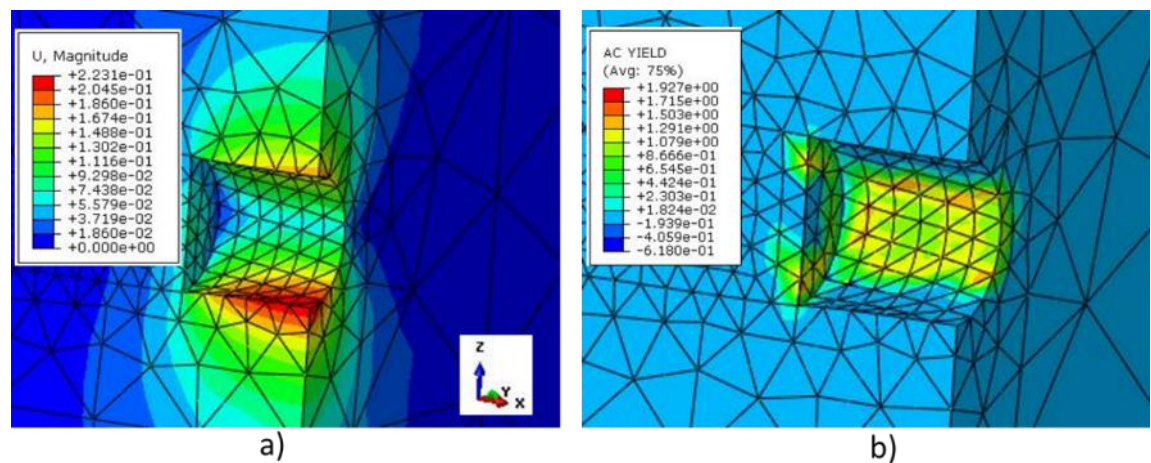 U, Magnitude
+2.231e-01
+2.045e-01
+1.860e-01
+1.674e-01
+1.488e-01
+1.302e-01
+1.116e-01
+9.298e-02
+7.438e-02
+5.579e-02
+3.719e-02
+1.860e-02
+0.000e+00
Z
Y
X
a)
AC YIELD
(Avg: 75%)
+1.927e+00
+1.715e+00
+1.503e+00
+1.291e+00
+1.079e+00
+8.666e-01
+6.545e-01
+4.424e-01
+2.303e-01
+1.824e-02
-1.939e-01
-4.059e-01
-6.180e-01
b)